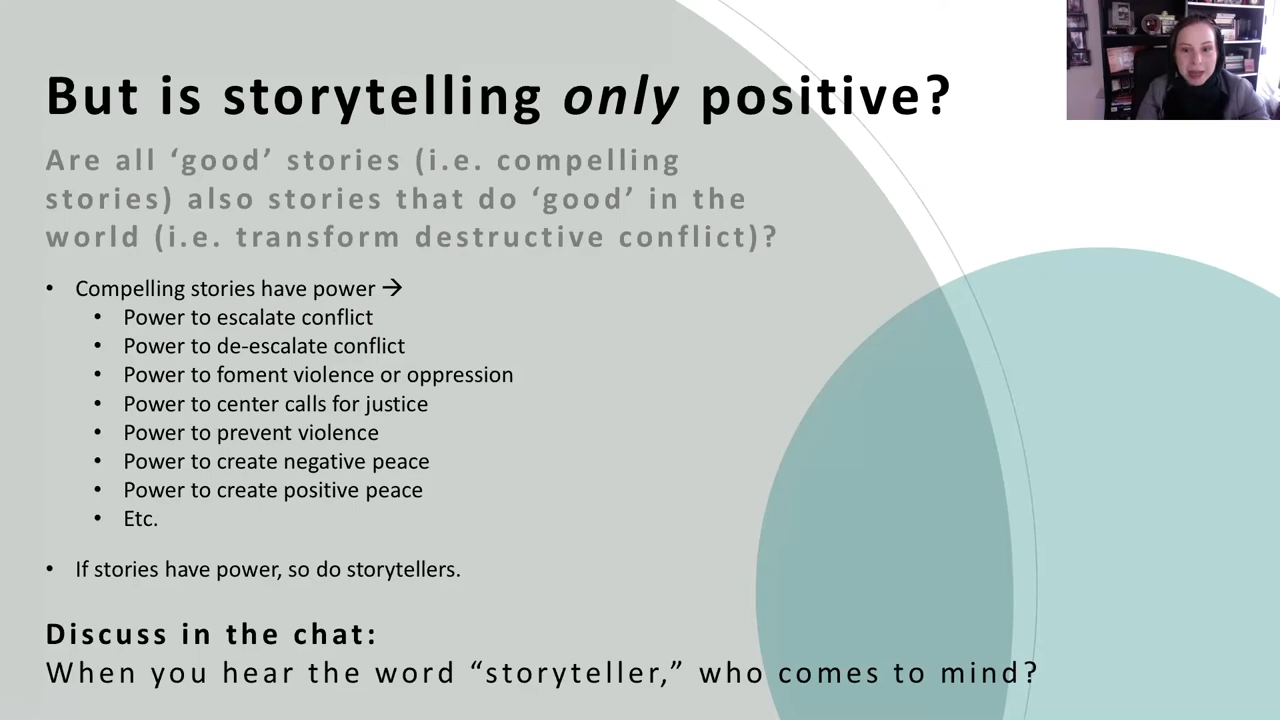 But is storytelling only positive?
Are all ‘good’ stories (i.e. compelling
stories) also stories that do ‘good’ in the
world (i.e. transform destructive conflict)?
• Compelling stories have power →
• Power to escalate conflict
• Power to de-escalate conflict
• Power to foment violence or oppression
• Power to center calls for justice
• Power to prevent violence
• Power to create negative peace
• Power to create positive peace
• Etc.
• If stories have power, so do storytellers.
Discuss in the chat:
When you hear the word “storyteller,” who comes to mind?